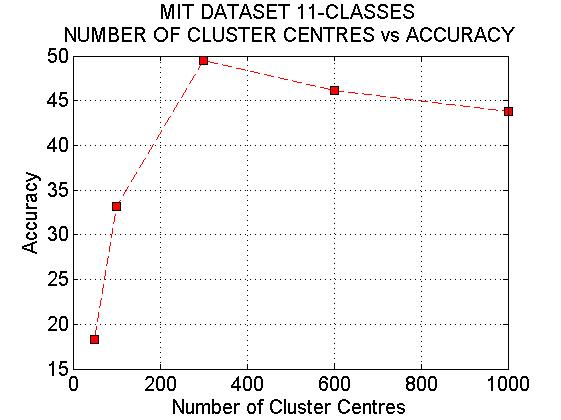 MIT DATASET 11-CLASSES
NUMBER OF CLUSTER CENTRES vs ACCURACY
50
45
40
35
30
25
20
15
Accuracy
0 200 400 600 800 1000
Number of Cluster Centres